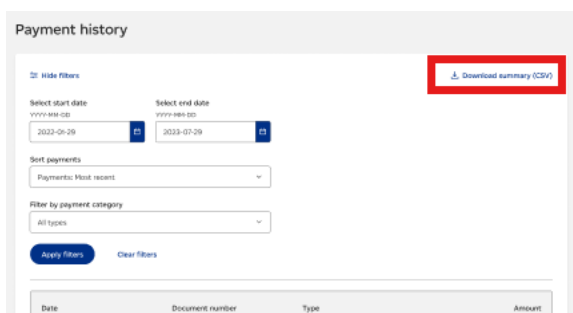 Payment history
Hide filters
Download summary (CSV)
Select start date Select end date
YYYY-MM-DD YYYY-MM-DD
2023-01-29 2023-07-29
Sort payments
Payments: Most recent
Filter by payment category
All types
Apply filters Clear filters
Date Document number Type Amount